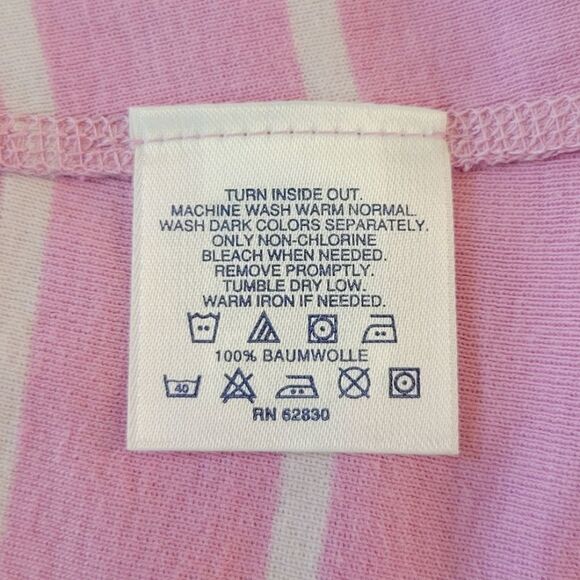 TURN INSIDE OUT.
MACHINE WASH WARM NORMAL.
WASH DARK COLORS SEPARATELY.
ONLY NON-CHLORINE
BLEACH WHEN NEEDED.
REMOVE PROMPTLY.
TUMBLE DRY LOW.
WARM IRON IF NEEDED.
100% BAUMWOLLE
40
RN 62830